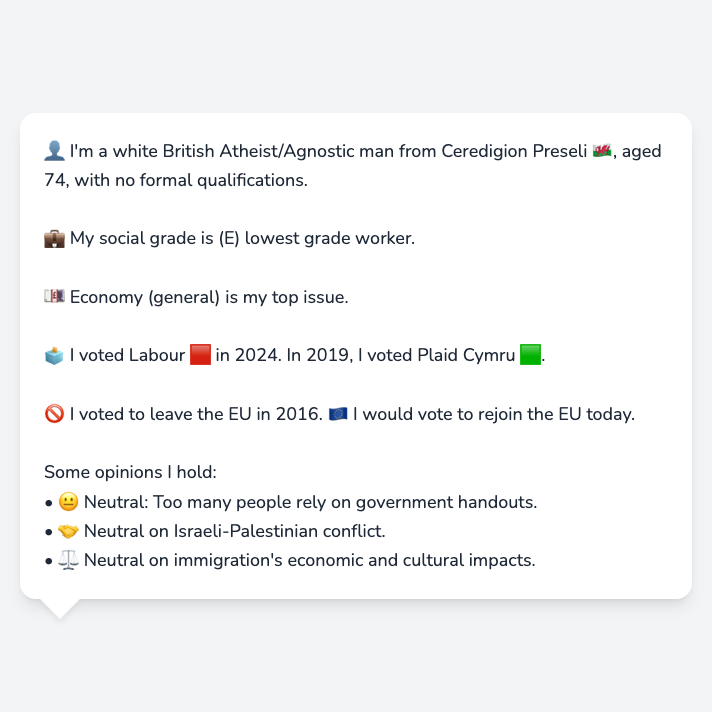 👤 I'm a white British Atheist/Agnostic man from Ceredigion Preseli 🏴󠁧󠁢󠁷󠁬󠁳󠁿, aged
74, with no formal qualifications.
💼 My social grade is (E) lowest grade worker.
💷 Economy (general) is my top issue.
🗳️ I voted Labour 🟥 in 2024. In 2019, I voted Plaid Cymru 🟩.
🚫 I voted to leave the EU in 2016. 🇪🇺 I would vote to rejoin the EU today.
Some opinions I hold:
• 😐 Neutral: Too many people rely on government handouts.
• 🤝 Neutral on Israeli-Palestinian conflict.
• ⚖️ Neutral on immigration's economic and cultural impacts.